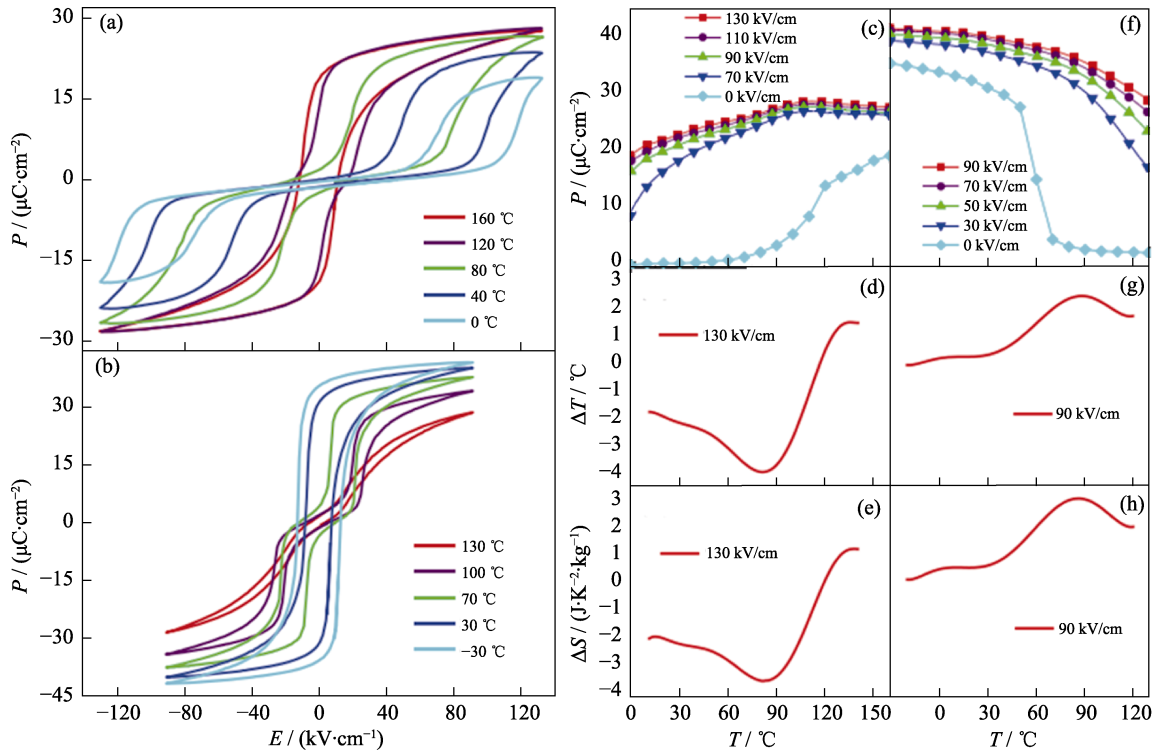 (a)
30
15
0
−15
−30
P / (μC·cm−2)
160 ℃
120 ℃
80 ℃
40 ℃
0 ℃
(b)
30
15
0
−15
−30
−45
P / (μC·cm−2)
130 ℃
100 ℃
70 ℃
30 ℃
−30 ℃
−120 −80 −40 0 40 80 120
E / (kV·cm−1)
(c)
130 kV/cm
110 kV/cm
90 kV/cm
70 kV/cm
0 kV/cm
40
30
20
10
0
P / (μC·cm−2)
(f)
90 kV/cm
70 kV/cm
50 kV/cm
30 kV/cm
0 kV/cm
(d)
3
2
1
0
−1
−2
−3
−4
ΔT / ℃
130 kV/cm
(g)
90 kV/cm
(e)
3
2
1
0
−1
−2
−3
−4
ΔS / (J·K−2·kg−1)
130 kV/cm
(h)
90 kV/cm
0 30 60 90 120 150
T / ℃
0 30 60 90 120
T / ℃